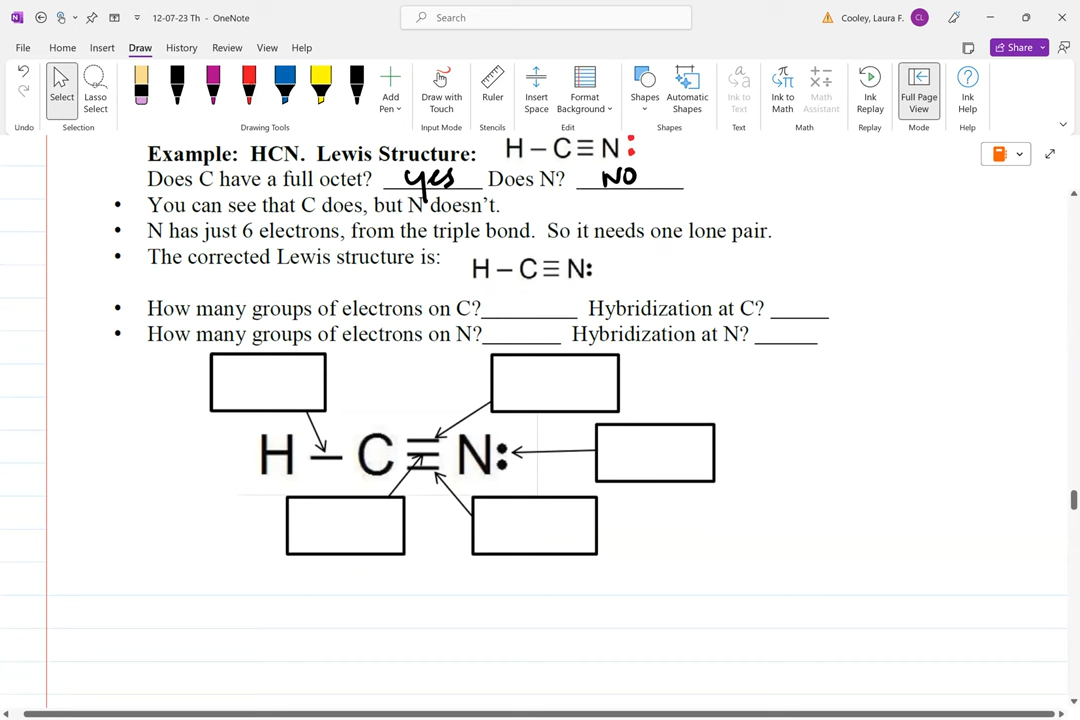 12-07-23 Th - OneNote
Search
Cooley, Laura F.
CL
File Home Insert Draw History Review View Help
Share
Undo
Select
Lasso Select
Selection
Drawing Tools
Add Pen
Draw with Touch
Input Mode
Ruler
Stencils
Insert Space
Format Background
Edit
Shapes
Automatic Shapes
Shapes
Ink to Text
Text
Ink to Math
Math Assistant
Math
Ink Replay
Replay
Full Page View
Mode
Ink Help
Help
Example: HCN. Lewis Structure: H – C ≡ N :
Does C have a full octet? yes Does N? NO
• You can see that C does, but N doesn't.
• N has just 6 electrons, from the triple bond. So it needs one lone pair.
• The corrected Lewis structure is: H – C ≡ N:
• How many groups of electrons on C?________ Hybridization at C? _____
• How many groups of electrons on N?_______ Hybridization at N? _____
H – C ≡ N: